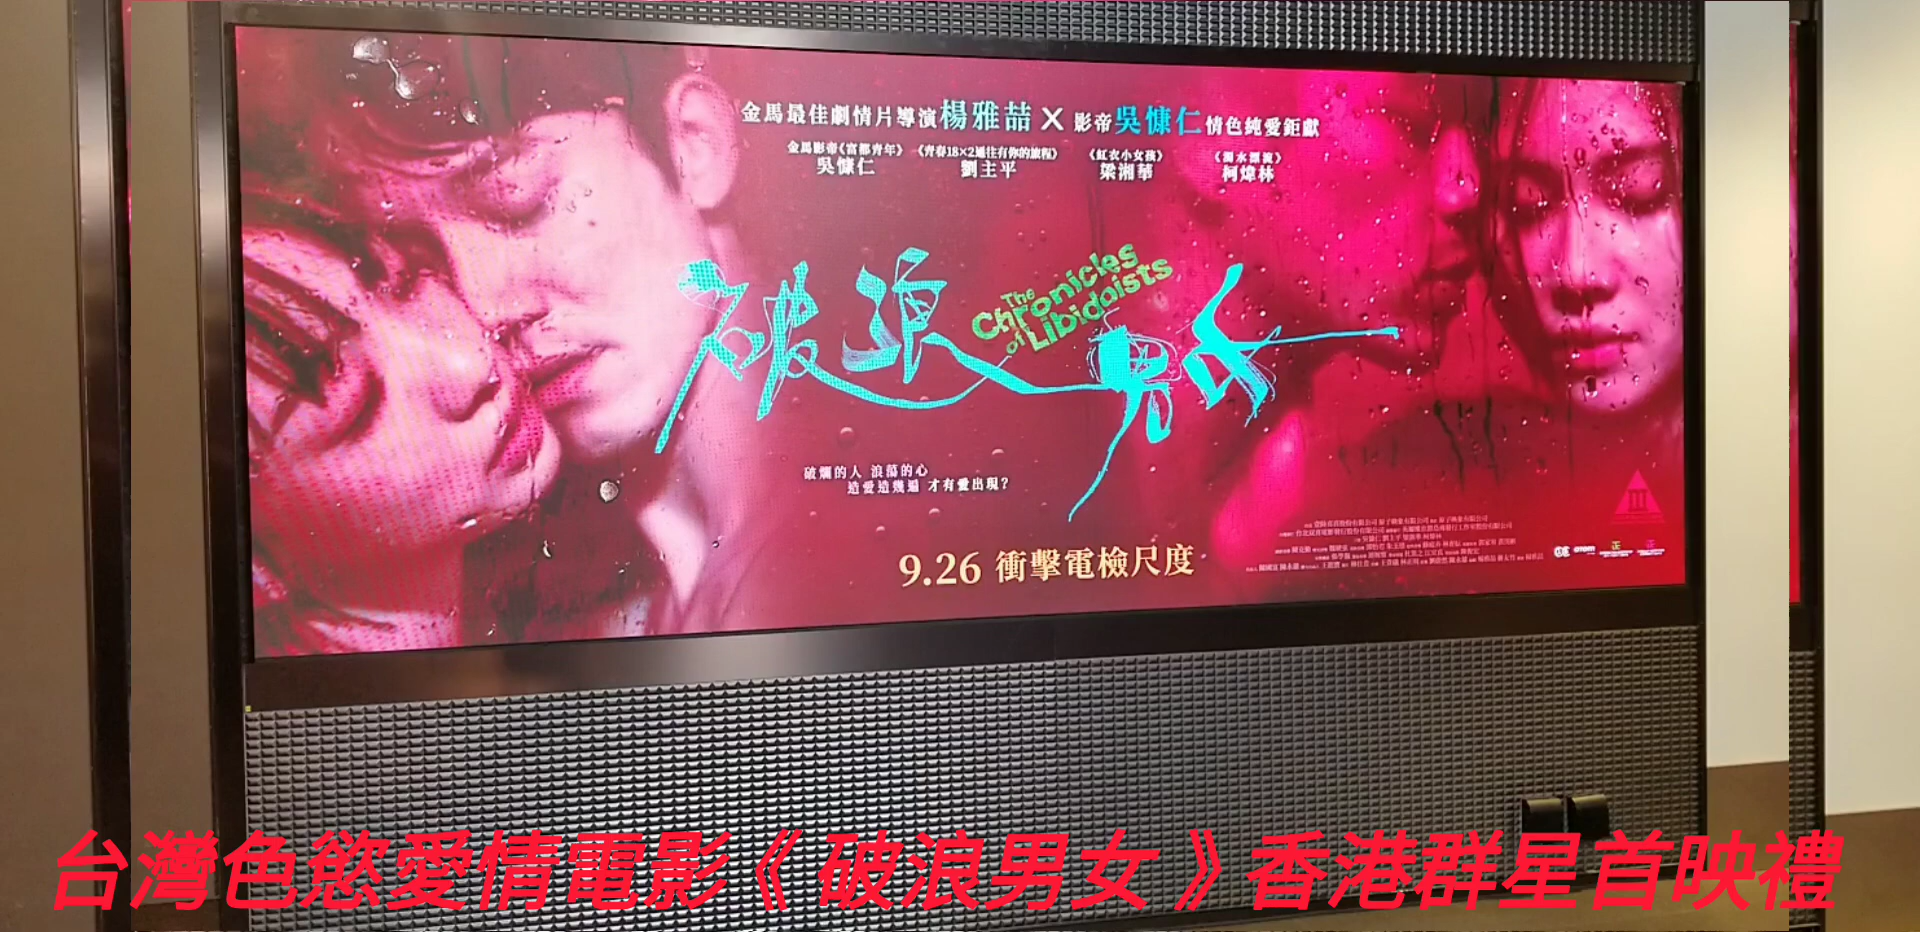 金馬最佳劇情片導演楊雅喆 X 影帝吳慷仁情色純愛鉅獻
金馬影帝《富都青年》 《青春18×2通往有你的旅程》 《紅衣小女孩》 《濁水漂流》
吳慷仁 劉主平 梁湘華 柯煒林
破浪男女
The Chronicles of Libidoists
破爛的人 浪蕩的心
造愛造幾遍 才有愛出現?
III
9.26 衝擊電檢尺度
台灣色慾愛情電影《破浪男女》香港群星首映禮